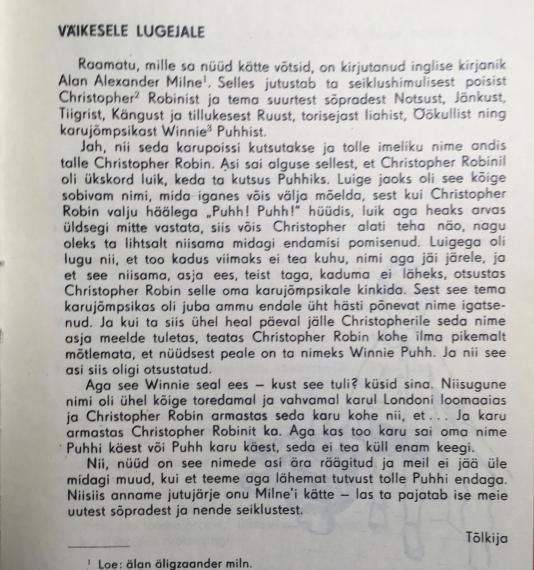 VÄIKESELE LUGEJALE
Raamatu, mille sa nüüd kätte võtsid, on kirjutanud inglise kirjanik
Alan Alexander Milne¹. Selles jutustab ta seiklushimulisest poisist
Christopher² Robinist ja tema suurtest sõpradest Notsust, Jänkust,
Tiigrist, Kängust ja tillukesest Ruust, torisejast Iiahist, Öökullist ning
karujõmpsikast Winnie³ Puhhist.
Jah, nii seda karupoissi kutsutakse ja tolle imeliku nime andis
talle Christopher Robin. Asi sai alguse sellest, et Christopher Robinil
oli ükskord luik, keda ta kutsus Puhhiks. Luige jaoks oli see kõige
sobivam nimi, mida iganes võis välja mõelda, sest kui Christopher
Robin valju häälega „Puhh! Puhh!" hüüdis, luik aga heaks arvas
üldsegi mitte vastata, siis võis Christopher alati teha näo, nagu
oleks ta lihtsalt niisama midagi endamisi pomisenud. Luigega oli
lugu nii, et too kadus viimaks ei tea kuhu, nimi aga jäi järele, ja
et see niisama, asja ees, teist taga, kaduma ei läheks, otsustas
Christopher Robin selle oma karujõmpsikale kinkida. Sest see tema
karujõmpsikas oli juba ammu endale üht hästi põnevat nime igatse-
nud. Ja kui ta siis ühel heal päeval jälle Christopherile seda nime
asja meelde tuletas, teatas Christopher Robin kohe ilma pikemalt
mõtlemata, et nüüdsest peale on ta nimeks Winnie Puhh. Ja nii see
asi siis oligi otsustatud.
Aga see Winnie seal ees — kust see tuli? küsid sina. Niisugune
nimi oli ühel kõige toredamal ja vahvamal karul Londoni loomaaias
ja Christopher Robin armastas seda karu kohe nii, et... Ja karu
armastas Christopher Robinit ka. Aga kas too karu sai oma nime
Puhhi käest või Puhh karu käest, seda ei tea küll enam keegi.
Nii, nüüd on see nimede asi ära räägitud ja meil ei jää üle
midagi muud, kui et teeme aga lähemat tutvust tolle Puhhi endaga.
Niisiis anname jutujärje onu Milne'i kätte — las ta pajatab ise meie
uutest sõpradest ja nende seiklustest.
Tõlkija
¹ Loe: älan äligzaander miln.